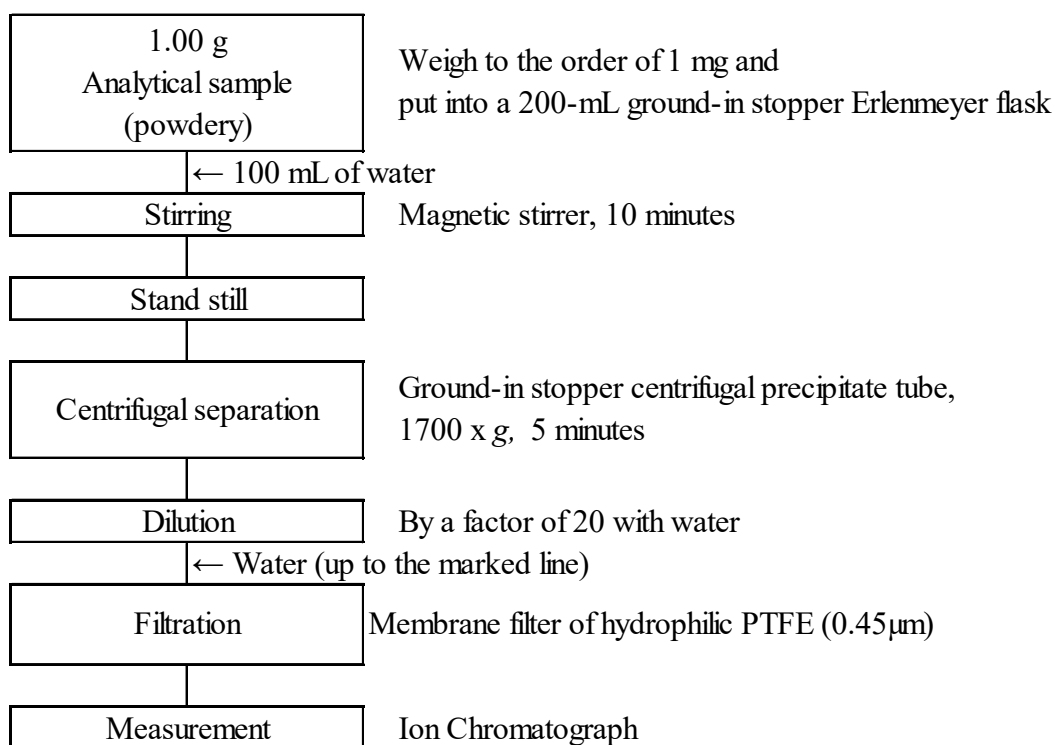 1.00 g
Analytical sample
(powdery)
Weigh to the order of 1 mg and
put into a 200-mL ground-in stopper Erlenmeyer flask
← 100 mL of water
Stirring
Magnetic stirrer, 10 minutes
Stand still
Centrifugal separation
Ground-in stopper centrifugal precipitate tube,
1700 x g, 5 minutes
Dilution
By a factor of 20 with water
← Water (up to the marked line)
Filtration
Membrane filter of hydrophilic PTFE (0.45μm)
Measurement
Ion Chromatograph